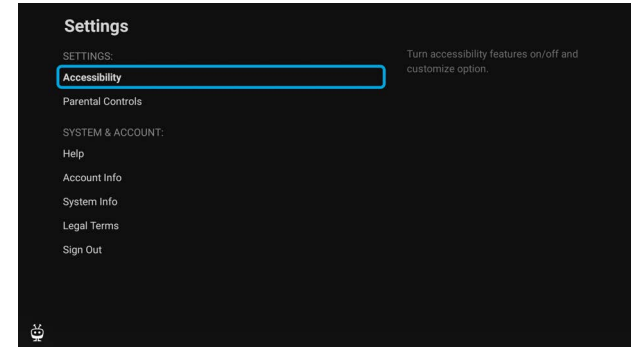 Settings
SETTINGS:
Accessibility
Parental Controls
SYSTEM & ACCOUNT:
Help
Account Info
System Info
Legal Terms
Sign Out
Turn accessibility features on/off and
customize option.